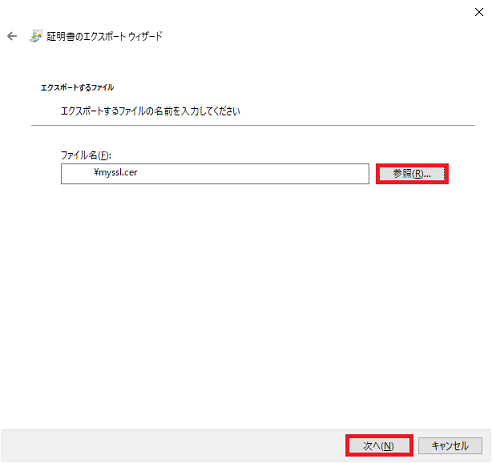 証明書のエクスポート ウィザード
エクスポートするファイル
エクスポートするファイルの名前を入力してください
ファイル名(F):
¥myssl.cer
参照(R)...
次へ(N)
キャンセル